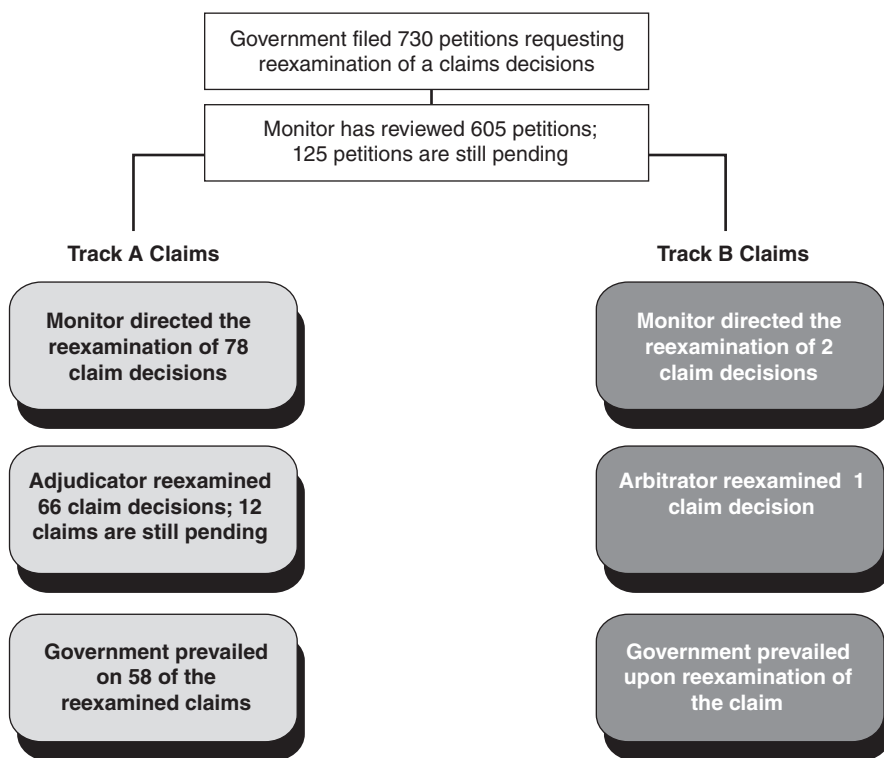 Government filed 730 petitions requesting
reexamination of a claims decisions
Monitor has reviewed 605 petitions;
125 petitions are still pending
Track A Claims
Monitor directed the
reexamination of 78
claim decisions
Adjudicator reexamined
66 claim decisions; 12
claims are still pending
Government prevailed
on 58 of the
reexamined claims
Track B Claims
Monitor directed the
reexamination of 2
claim decisions
Arbitrator reexamined 1
claim decision
Government prevailed
upon reexamination of
the claim